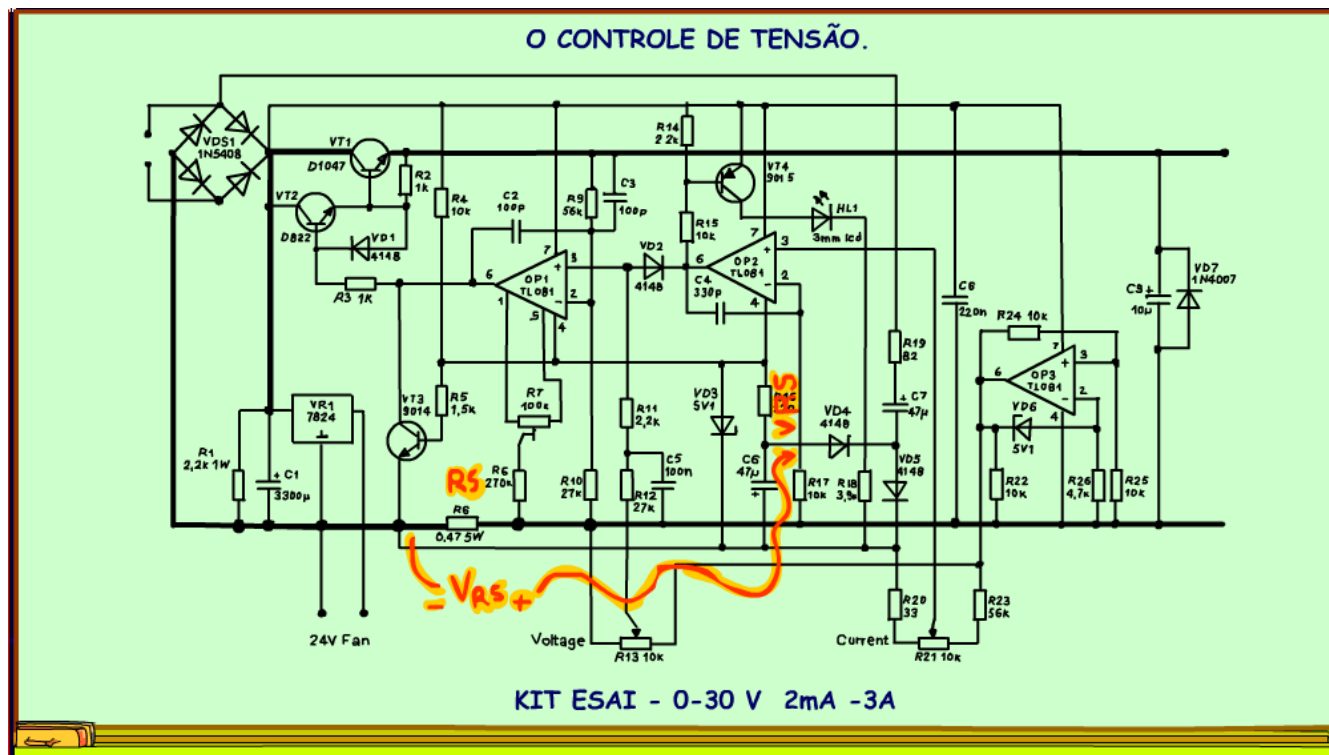 O CONTROLE DE TENSÃO.
VDS1
1N5408
VT1
D1047
R2
1k
VT2
D822
VD1
4148
R3 1K
R4
10k
C2
100p
R9
56k
C3
100p
R14
2.2k
VT4
9015
HL1
3mm lcd
R15
10k
7
6
OP1
TL081
+
-
3
2
1
5
4
VD2
4148
6
OP2
TL081
7
+
-
3
2
4
C4
330p
C6
220n
C9
+
10µ
VD7
1N4007
R24 10k
R19
82
C7
+
47µ
7
6
OP3
TL081
+
-
3
2
4
VD6
5V1
R22
10K
R26
4,7k
R25
10k
VR1
7824
VT3
9014
R5
1,5k
R7
100k
R11
2,2k
VD3
5V1
VRS
VD4
4148
VD5
4148
R1
2,2k 1W
+
C1
3300µ
RS
R6
270k
R10
27k
R12
27k
C5
100n
C6
47µ
+
R17
10k
R18
3,9k
R6
0,47 5W
- VRS +
24V Fan
Voltage
R13 10k
Current
R20
33
R21 10k
R23
56k
KIT ESAI - 0-30 V 2mA -3A